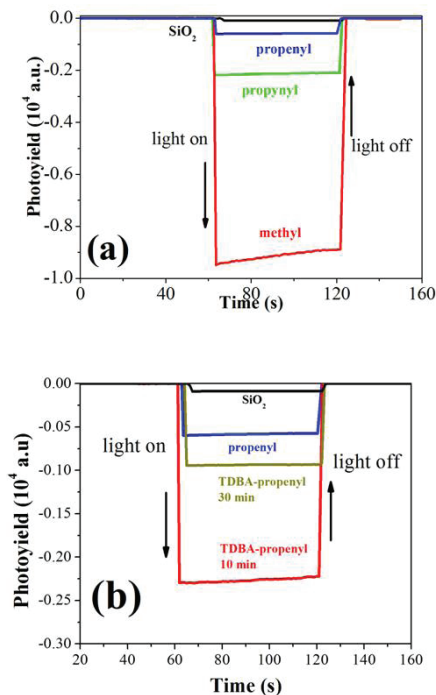 0.0
SiO2
propenyl
-0.2
propynyl
-0.4
light on
light off
-0.6
-0.8
methyl
(a)
-1.0
0 40 80 120 160
Time (s)
Photoyield (10^4 a.u.)
0.00
SiO2
-0.05
light on
propenyl
light off
-0.10
TDBA-propenyl
30 min
-0.15
-0.20
TDBA-propenyl
10 min
-0.25
(b)
-0.30
20 40 60 80 100 120 140 160
Time (s)
Photoyield (10^4 a.u)